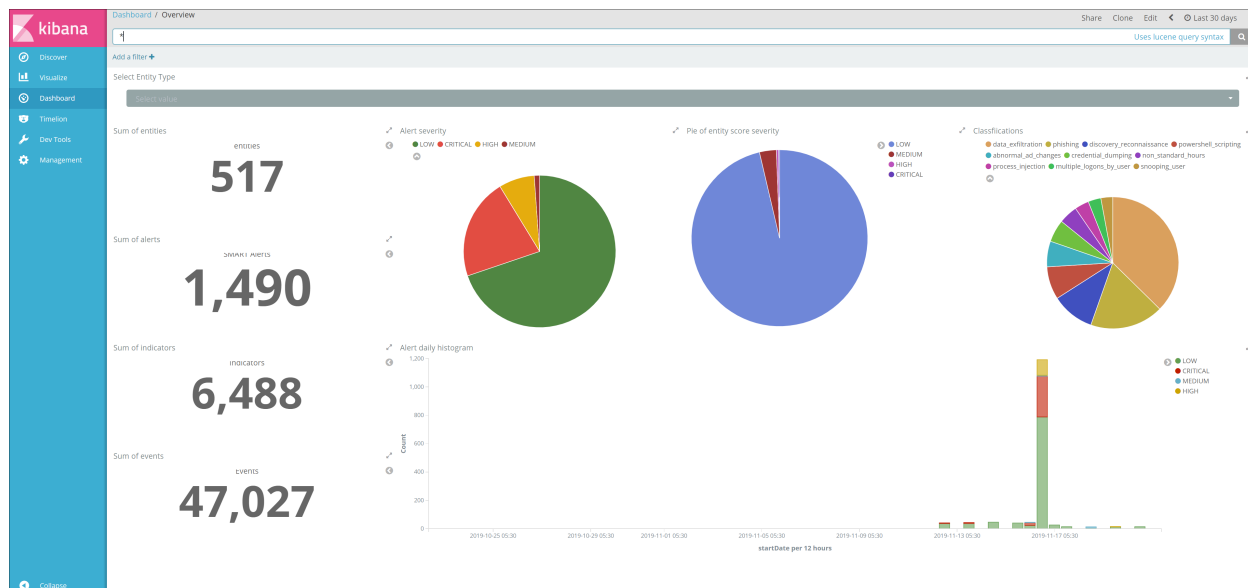 kibana
Discover
Visualize
Dashboard
Timelion
Dev Tools
Management
Collapse
Dashboard / Overview
Share Clone Edit Last 30 days
*
Uses lucene query syntax
Add a filter +
Select Entity Type
Select value
Sum of entities
entities
517
Sum of alerts
SMART Alerts
1,490
Sum of indicators
indicators
6,488
Sum of events
Events
47,027
Alert severity
LOW CRITICAL HIGH MEDIUM
Pie of entity score severity
LOW
MEDIUM
HIGH
CRITICAL
Classfiications
data_exfiltration phishing discovery_reconnaissance powershell_scripting
abnormal_ad_changes credential_dumping non_standard_hours
process_injection multiple_logons_by_user snooping_user
Alert daily histogram
1,200
1,000
800
600
400
200
0
Count
2019-10-25 05:30 2019-10-29 05:30 2019-11-01 05:30 2019-11-05 05:30 2019-11-09 05:30 2019-11-13 05:30 2019-11-17 05:30
startDate per 12 hours
LOW
CRITICAL
MEDIUM
HIGH